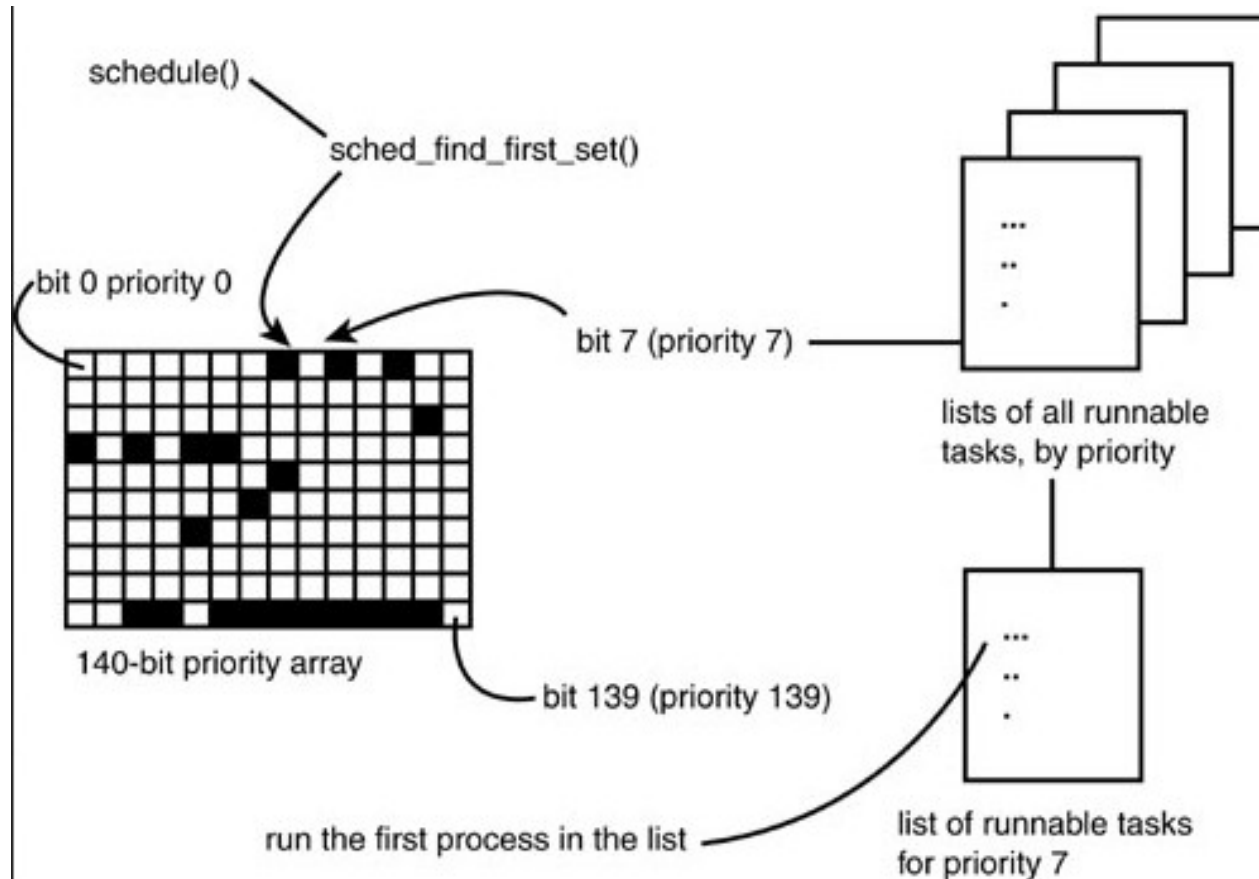 schedule()
sched_find_first_set()
bit 0 priority 0
bit 7 (priority 7)
lists of all runnable
tasks, by priority
140-bit priority array
bit 139 (priority 139)
run the first process in the list
list of runnable tasks
for priority 7